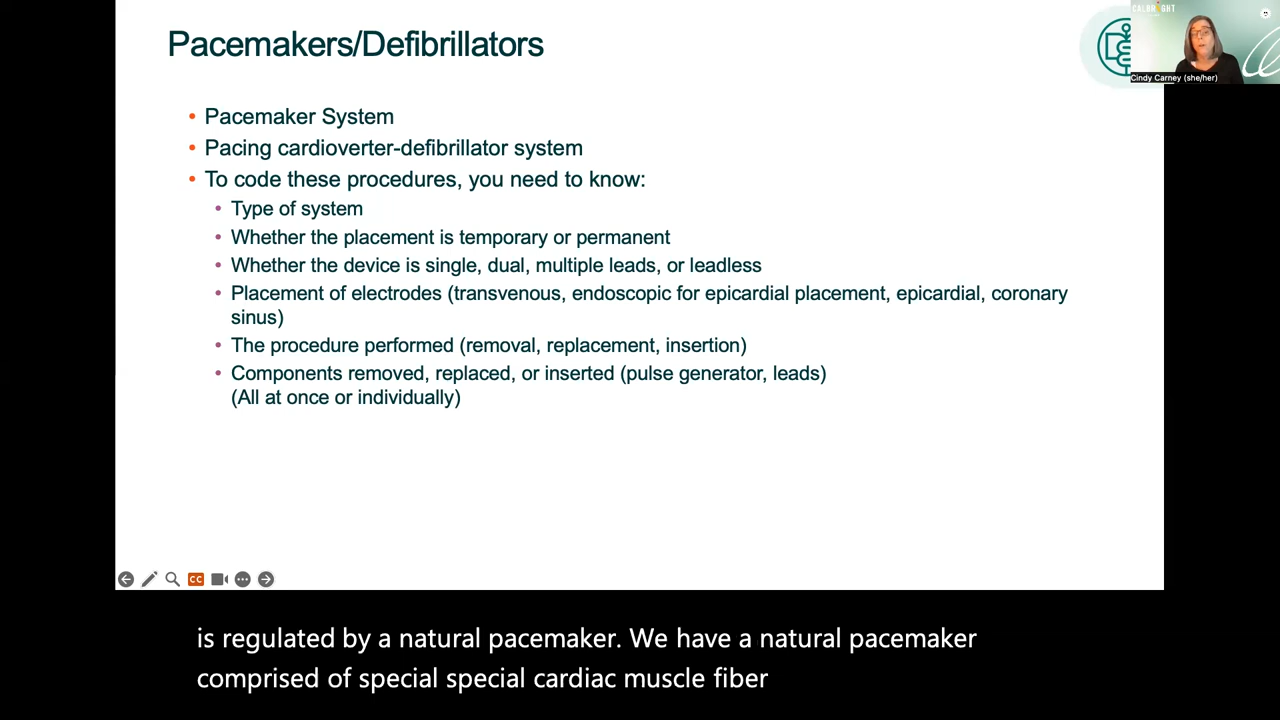 Pacemakers/Defibrillators
CALBRIGHT
Cindy Carney (she/her)
• Pacemaker System
• Pacing cardioverter-defibrillator system
• To code these procedures, you need to know:
• Type of system
• Whether the placement is temporary or permanent
• Whether the device is single, dual, multiple leads, or leadless
• Placement of electrodes (transvenous, endoscopic for epicardial placement, epicardial, coronary
sinus)
• The procedure performed (removal, replacement, insertion)
• Components removed, replaced, or inserted (pulse generator, leads)
(All at once or individually)
CC
is regulated by a natural pacemaker. We have a natural pacemaker
comprised of special special cardiac muscle fiber